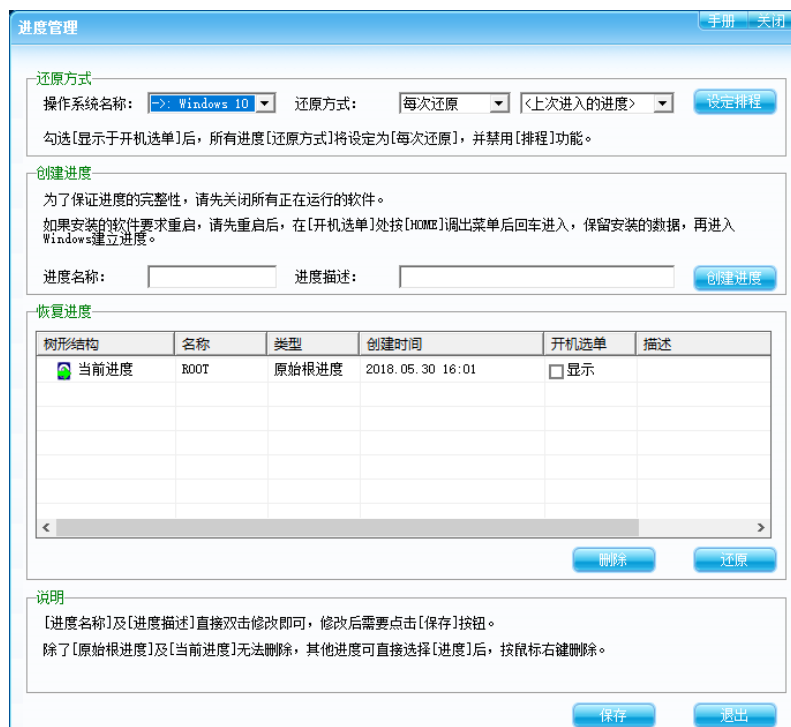 进度管理 手册 关闭
还原方式
操作系统名称: ->: Windows 10 还原方式: 每次还原 <上次进入的进度> 设定排程
勾选[显示于开机选单]后，所有进度[还原方式]将设定为[每次还原]，并禁用[排程]功能。
创建进度
为了保证进度的完整性，请先关闭所有正在运行的软件。
如果安装的软件要求重启，请先重启后，在[开机选单]处按[HOME]调出菜单后回车进入，保留安装的数据，再进入
Windows建立进度。
进度名称: 进度描述: 创建进度
恢复进度
树形结构 名称 类型 创建时间 开机选单 描述
当前进度 ROOT 原始根进度 2018.05.30 16:01 显示
删除 还原
说明
[进度名称]及[进度描述]直接双击修改即可，修改后需要点击[保存]按钮。
除了[原始根进度]及[当前进度]无法删除，其他进度可直接选择[进度]后，按鼠标右键删除。
保存 退出